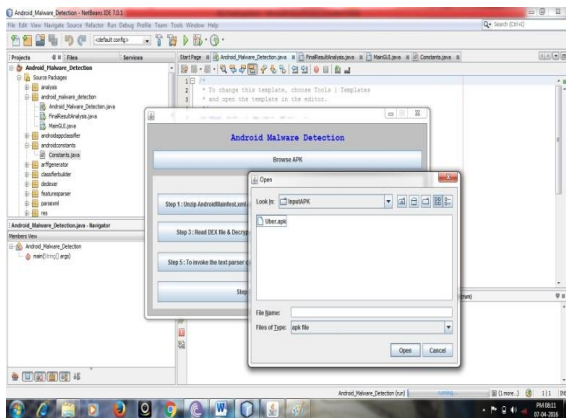 Android_Malware_Detection - NetBeans IDE 7.0.1
File Edit View Navigate Source Refactor Run Debug Profile Team Tools Window Help
Search (Ctrl+I)
<default config>
Projects Files Services
Start Page Android_Malware_Detection.java FinalResultAnalysis.java MainGUI.java Constants.java
Android_Malware_Detection
Source Packages
analysis
android_malware_detection
Android_Malware_Detection.java
FinalResultAnalysis.java
MainGUI.java
androidappclassifier
androidconstants
Constants.java
arffgenerator
classifierbuilder
dedexer
featureparser
parsexml
res
1 /*
2 * To change this template, choose Tools | Templates
3 * and open the template in the editor.
Android_Malware_Detection.java - Navigator
Members View
Android_Malware_Detection
main(String[] args)
Android Malware Detection
Browse APK
Step 1 : Unzip AndroidManifest.xml
Step 3 : Read DEX file & Decryp
Step 5 : To invoke the text parser
Step
Open
Look In: InputAPK
Uber.apk
File Name:
Files of Type: apk file
Open Cancel
Android_Malware_Detection (run) running... (1 more...) 1|1 INS
PM 08:11
07-04-2016